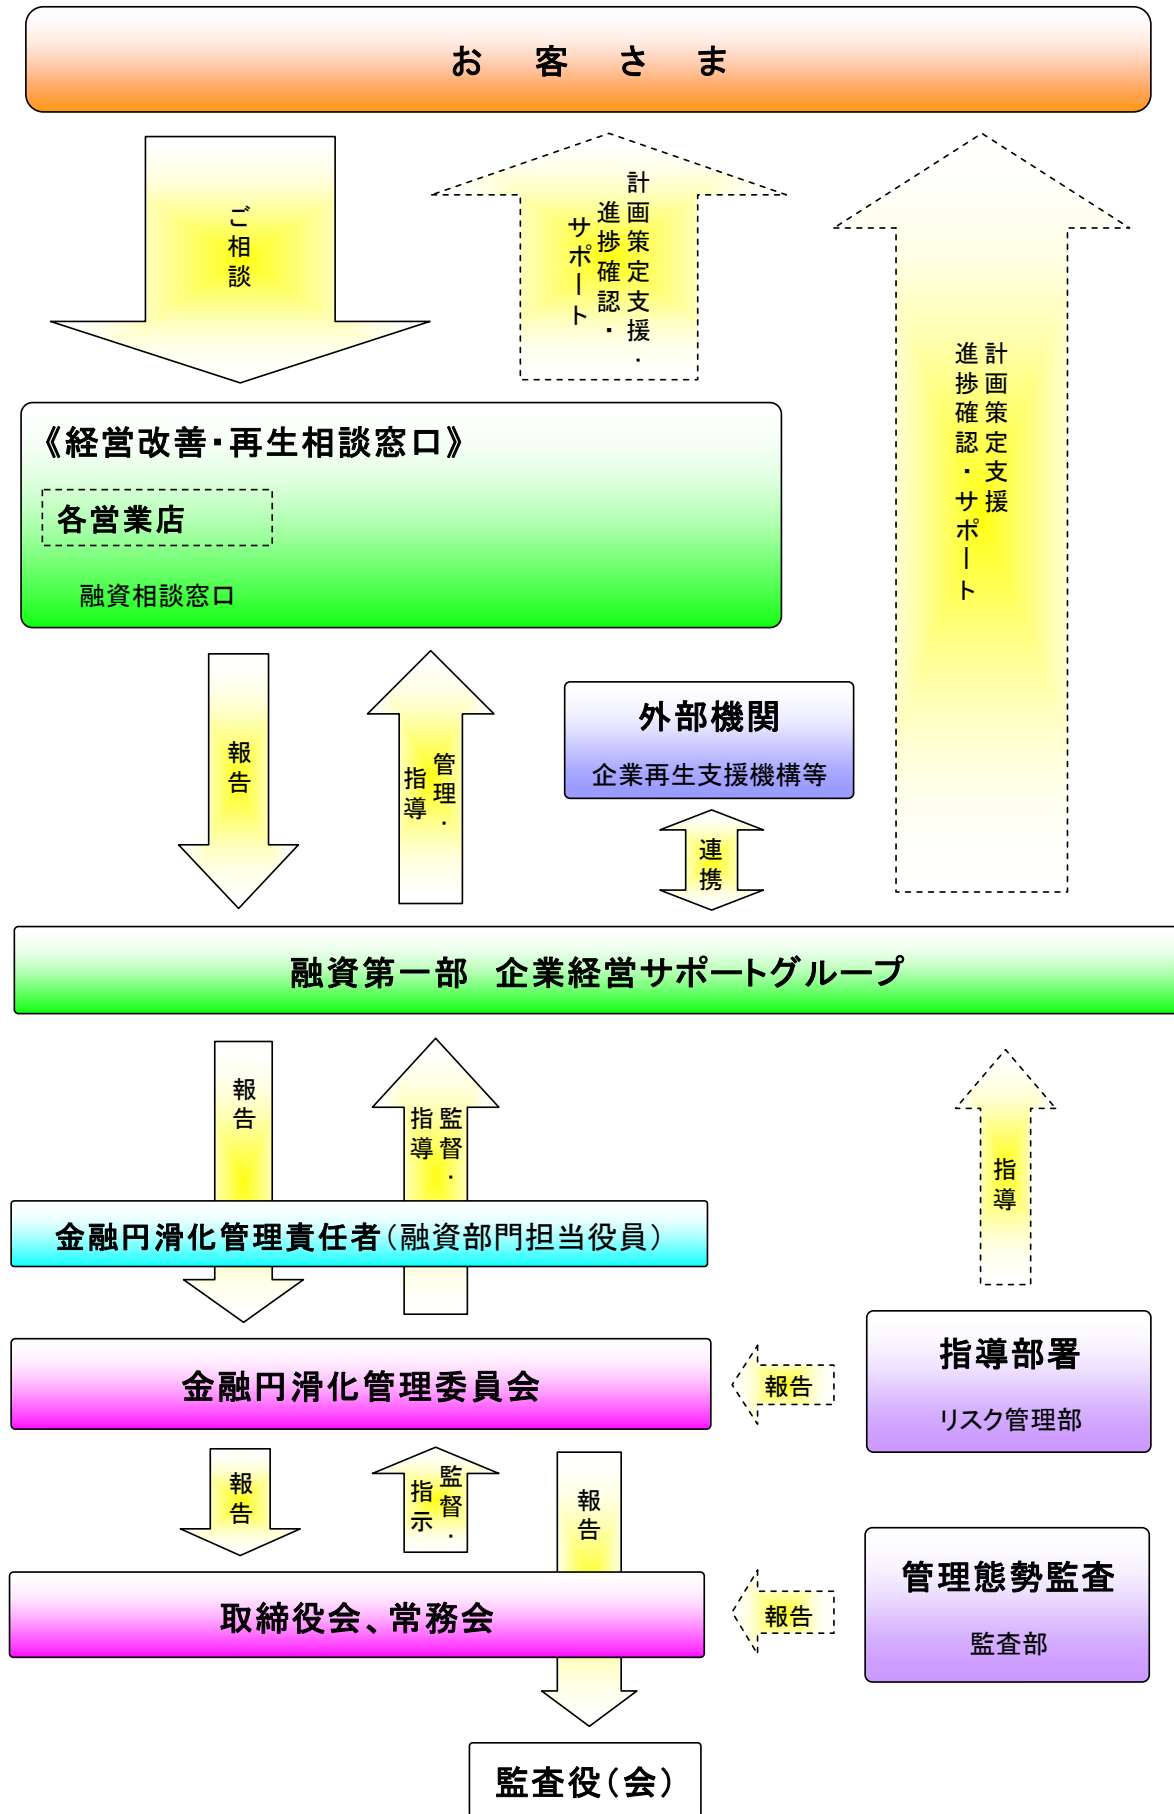 お 客 さ ま
ご相談
計画策定支援・
進捗確認・
サポート
計画策定支援
進捗確認・サポート
《経営改善・再生相談窓口》
各営業店
融資相談窓口
報告
管理・
指導
外部機関
企業再生支援機構等
連携
融資第一部 企業経営サポートグループ
報告
監督・
指導
指導
金融円滑化管理責任者（融資部門担当役員）
金融円滑化管理委員会
報告
指導部署
リスク管理部
報告
監督・
指示
報告
取締役会、常務会
報告
管理態勢監査
監査部
監査役（会）